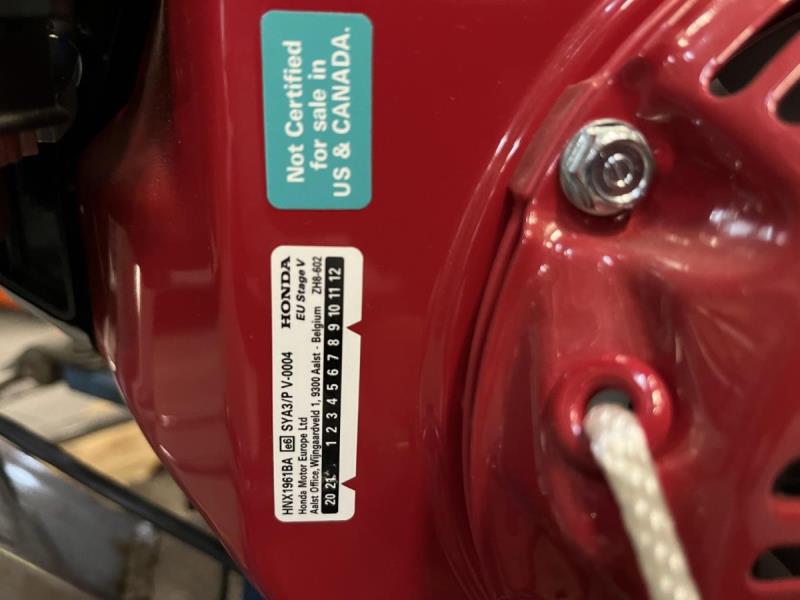 Not Certified
for sale in
US & CANADA.
HNX1961BA e6 SYA3/P V-0004 HONDA
Honda Motor Europe Ltd EU Stage V
Aalst Office,Wijngaardveld 1, 9300 Aalst - Belgium ZH8-602
20 21 1 2 3 4 5 6 7 8 9 10 11 12